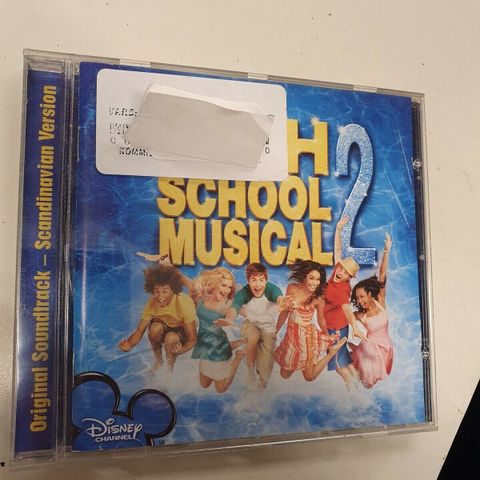 Original Soundtrack – Scandinavian Version
SCHOOL
MUSICAL 2
Disney
CHANNEL